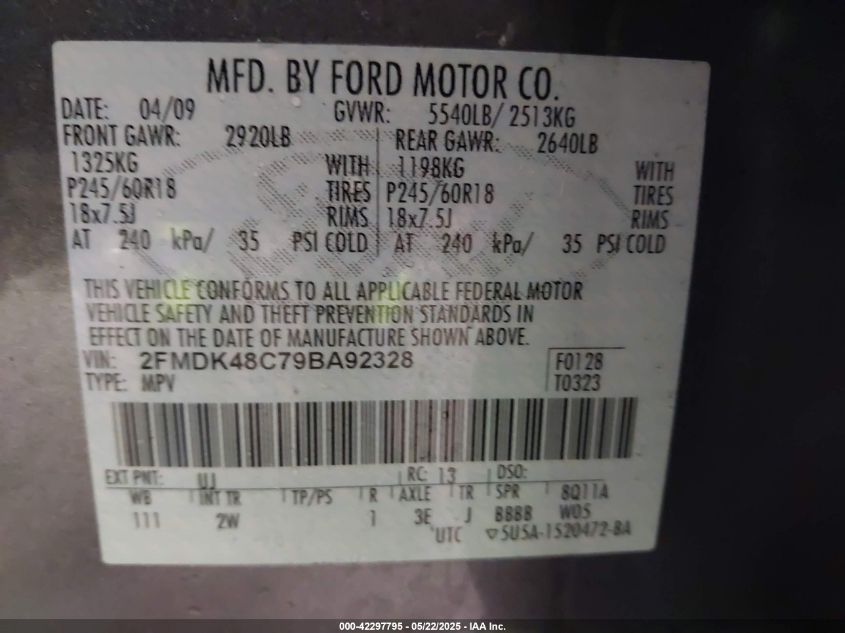 MFD. BY FORD MOTOR CO.
DATE: 04/09 GVWR: 5540LB/ 2513KG
FRONT GAWR: 2920LB REAR GAWR: 2640LB
1325KG WITH 1198KG WITH
P245/60R18 TIRES P245/60R18 TIRES
18x7.5J RIMS 18x7.5J RIMS
AT 240 kPa/ 35 PSI COLD AT 240 kPa/ 35 PSI COLD
THIS VEHICLE CONFORMS TO ALL APPLICABLE FEDERAL MOTOR
VEHICLE SAFETY AND THEFT PREVENTION STANDARDS IN
EFFECT ON THE DATE OF MANUFACTURE SHOWN ABOVE.
VIN: 2FMDK48C79BA92328 F0128
TYPE: MPV T0323
EXT PNT: UJ RC: 13 DSO:
WB INT TR TP/PS R AXLE TR SPR 8Q11A
111 2W 1 3E J BBBB W05
UTC ▽5U5A-1520472-BA
000-42297795 - 05/22/2025 - IAA Inc.